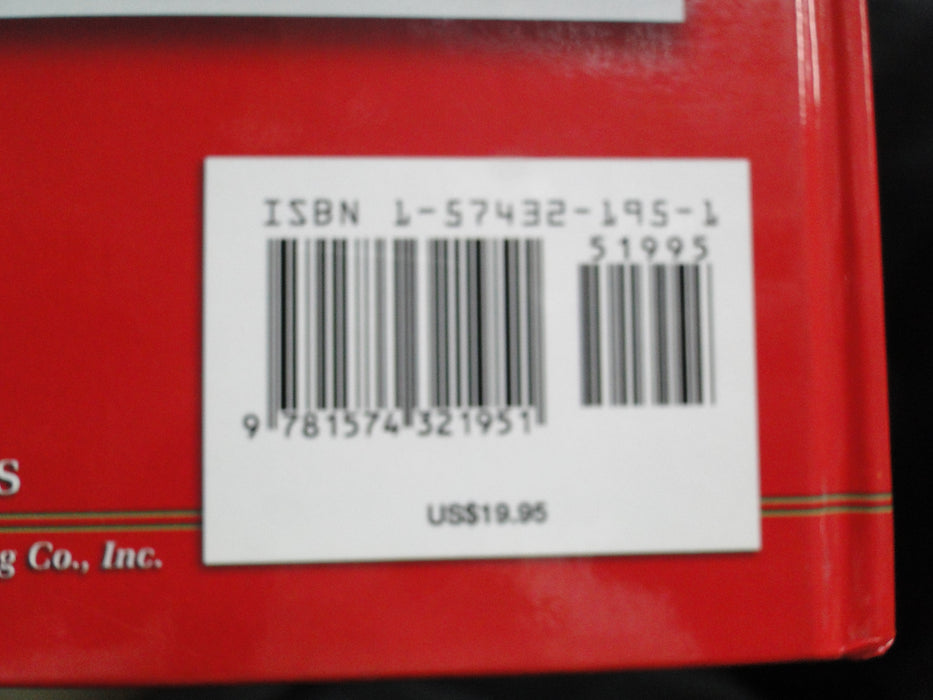 ISBN 1-57432-195-1
51995
9 781574 321951
US$19.95
s
g Co., Inc.